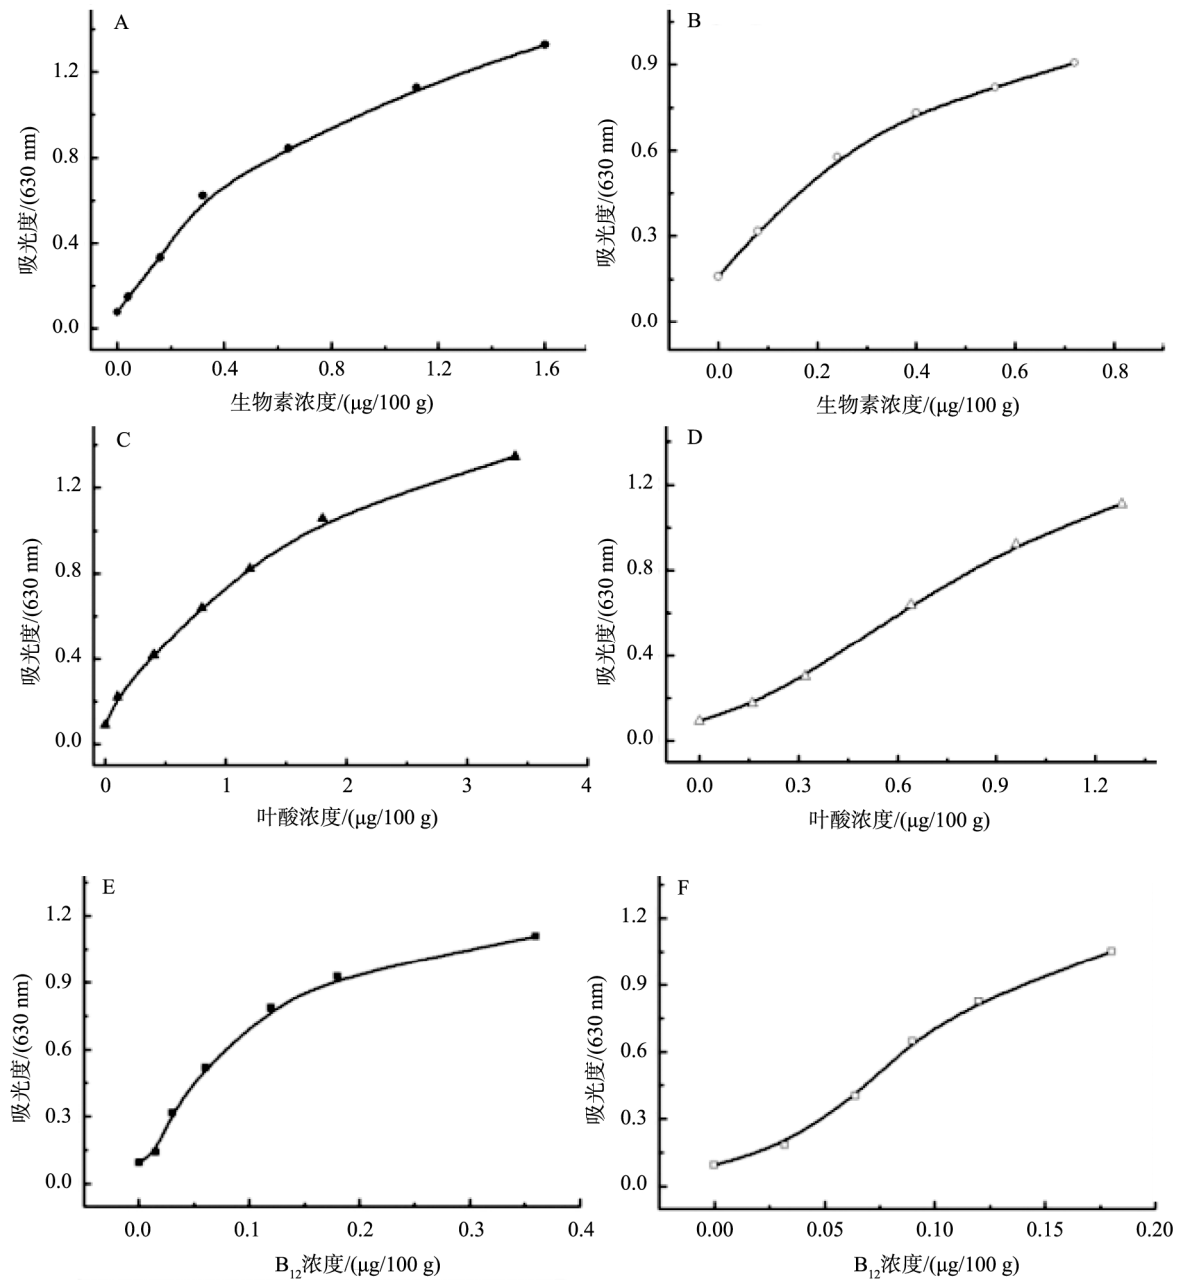 A
1.2
0.8
0.4
0.0
吸光度/(630 nm)
0.0 0.4 0.8 1.2 1.6
生物素浓度/(μg/100 g)
B
0.9
0.6
0.3
0.0
吸光度/(630 nm)
0.0 0.2 0.4 0.6 0.8
生物素浓度/(μg/100 g)
C
1.2
0.8
0.4
0.0
吸光度/(630 nm)
0 1 2 3 4
叶酸浓度/(μg/100 g)
D
1.2
0.8
0.4
0.0
吸光度/(630 nm)
0.0 0.3 0.6 0.9 1.2
叶酸浓度/(μg/100 g)
E
1.2
0.9
0.6
0.3
0.0
吸光度/(630 nm)
0.0 0.1 0.2 0.3 0.4
B12浓度/(μg/100 g)
F
1.2
0.9
0.6
0.3
0.0
吸光度/(630 nm)
0.00 0.05 0.10 0.15 0.20
B12浓度/(μg/100 g)